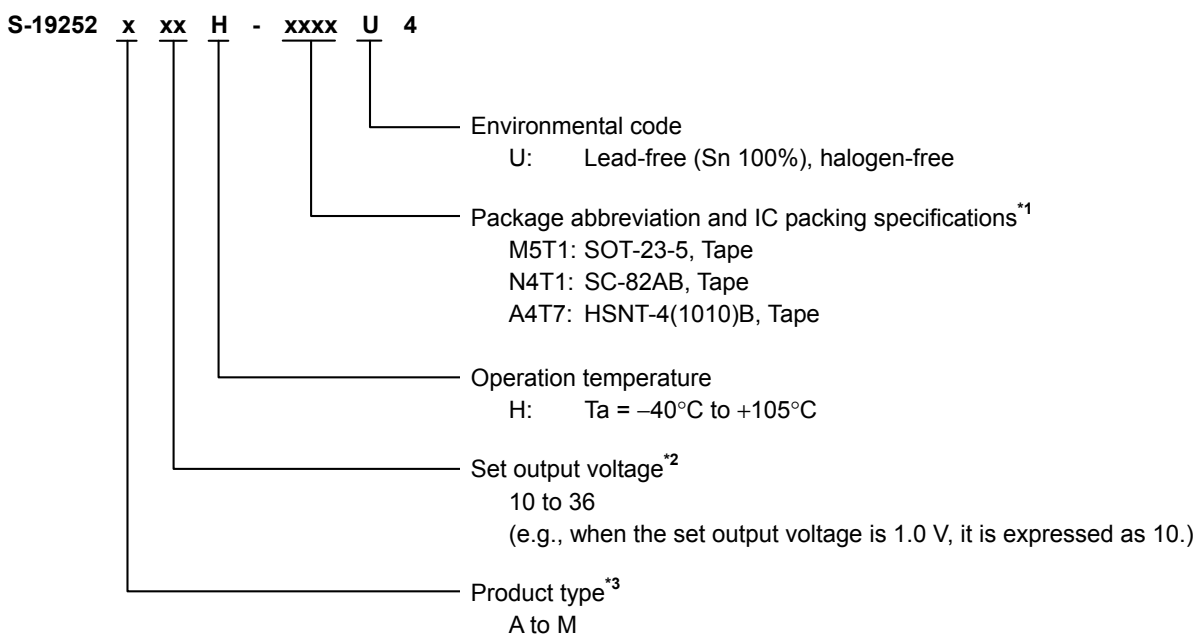 S-19252 x xx H - xxxx U 4
Environmental code
U: Lead-free (Sn 100%), halogen-free
Package abbreviation and IC packing specifications*1
M5T1: SOT-23-5, Tape
N4T1: SC-82AB, Tape
A4T7: HSNT-4(1010)B, Tape
Operation temperature
H: Ta = −40°C to +105°C
Set output voltage*2
10 to 36
(e.g., when the set output voltage is 1.0 V, it is expressed as 10.)
Product type*3
A to M